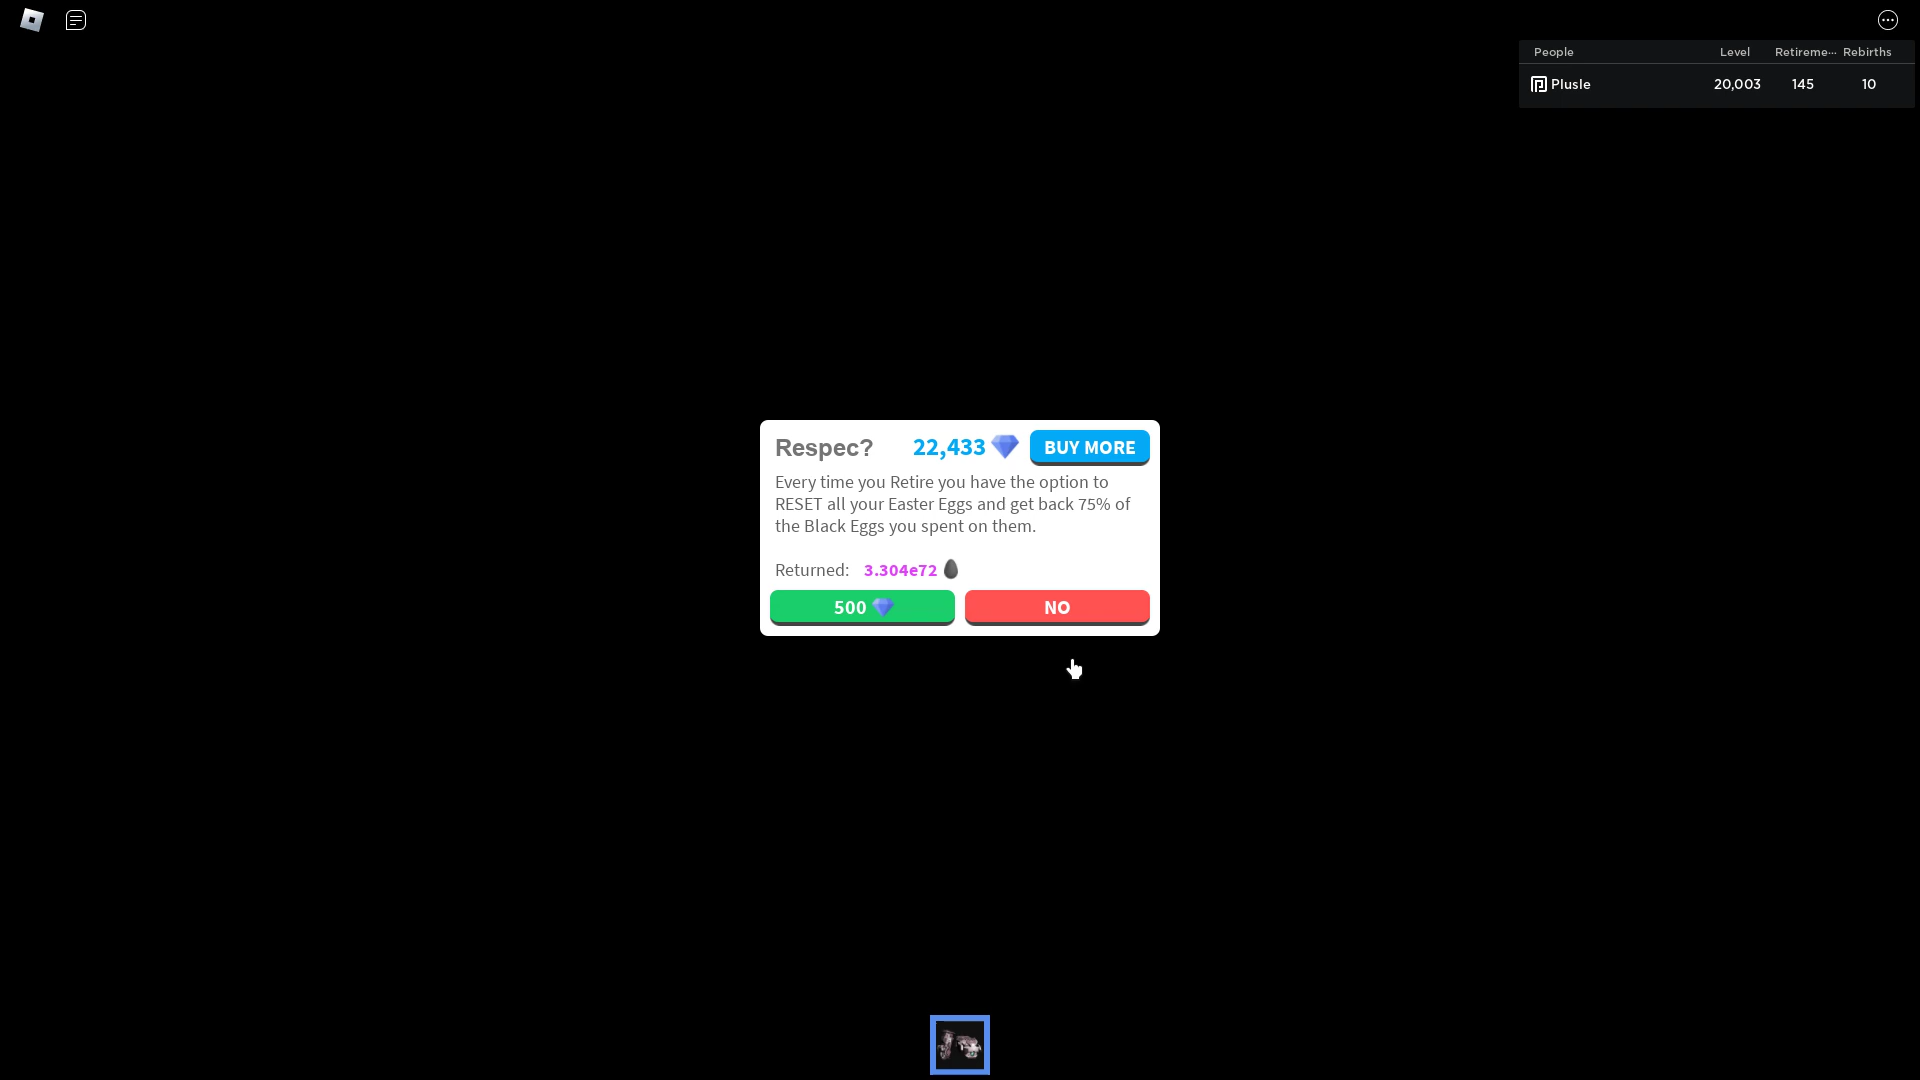 People Level Retireme... Rebirths
Plusle 20,003 145 10
Respec? 22,433 BUY MORE
Every time you Retire you have the option to
RESET all your Easter Eggs and get back 75% of
the Black Eggs you spent on them.
Returned: 3.304e72
500 NO